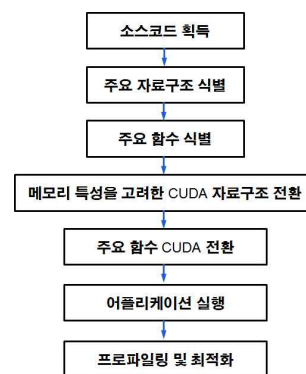 소스코드 획득
주요 자료구조 식별
주요 함수 식별
메모리 특성을 고려한 CUDA 자료구조 전환
주요 함수 CUDA 전환
어플리케이션 실행
프로파일링 및 최적화